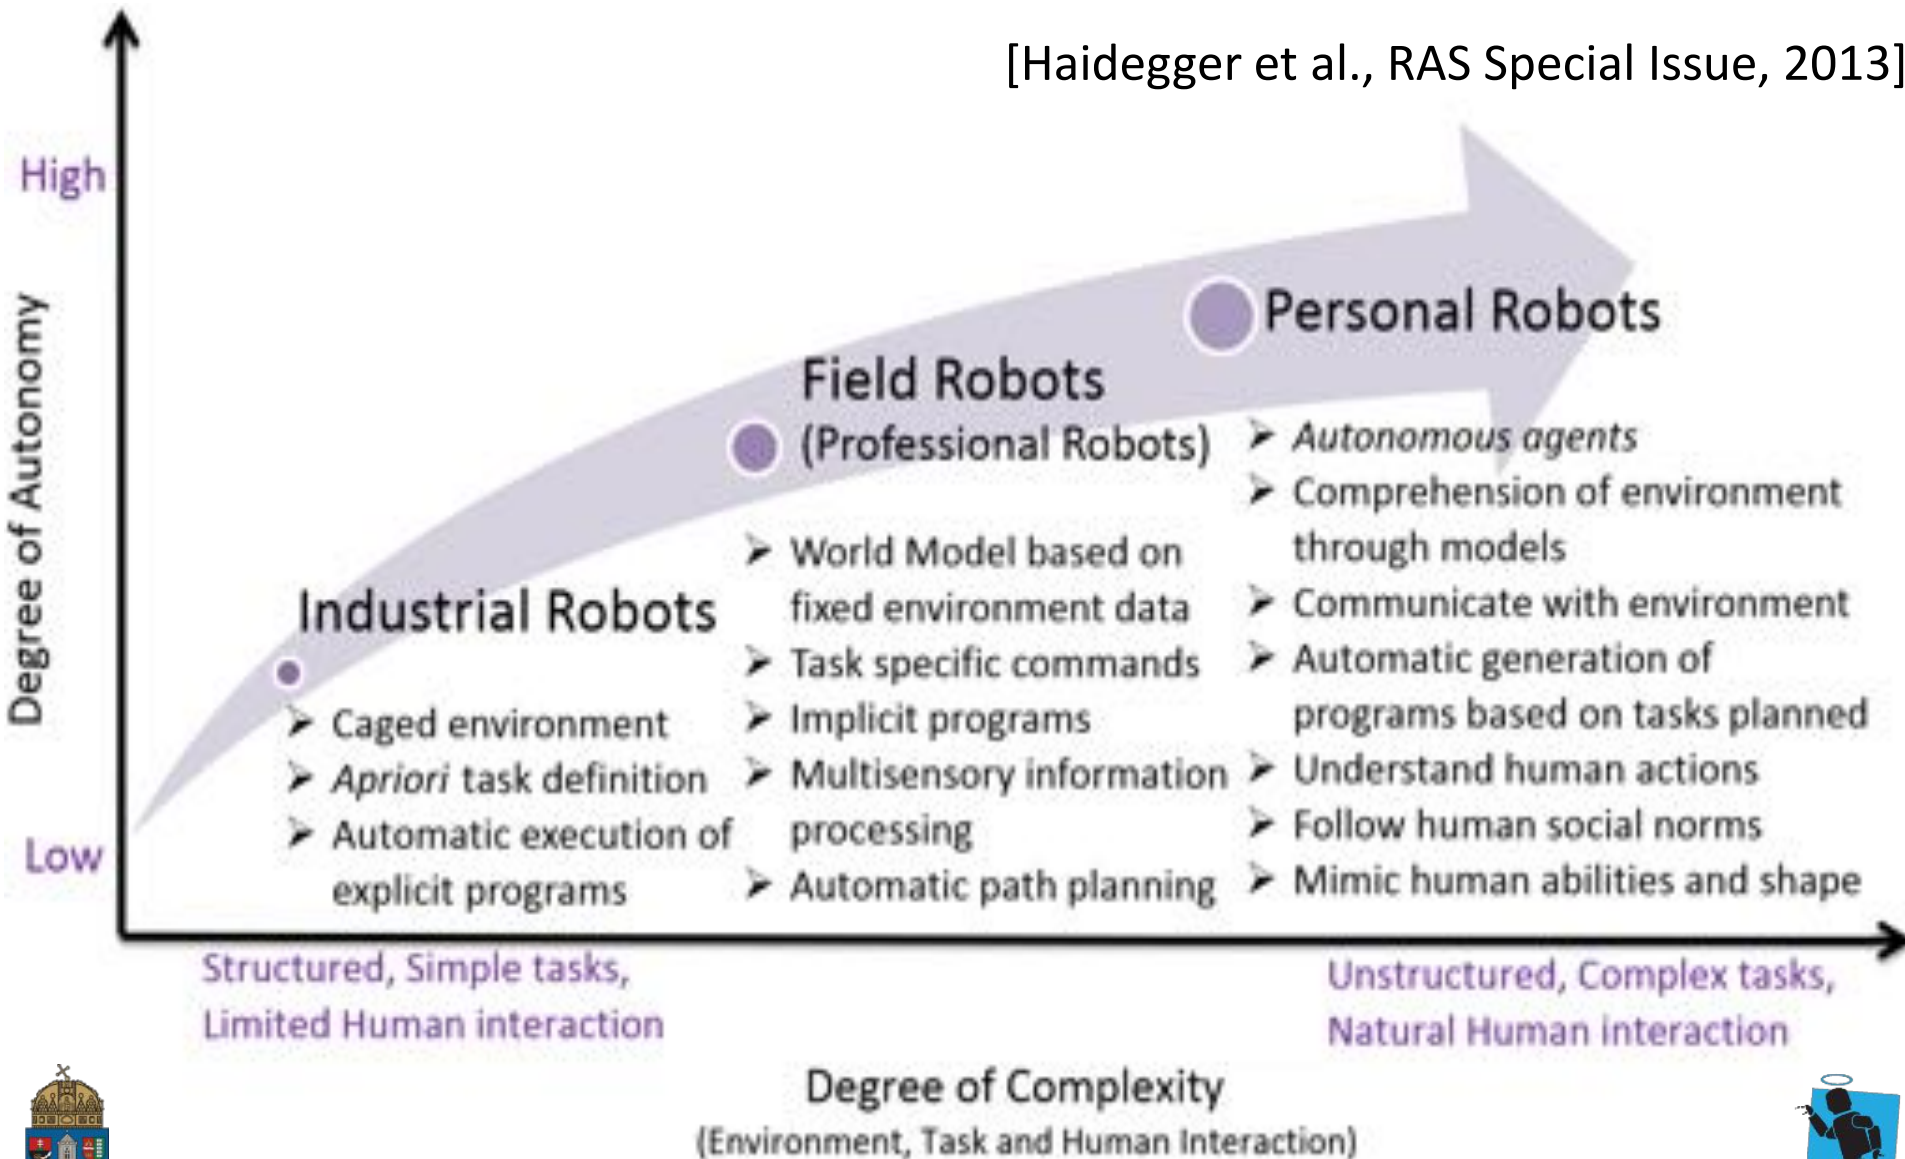 [Haidegger et al., RAS Special Issue, 2013]
High
Degree of Autonomy
Low
Industrial Robots
➢ Caged environment
➢ Apriori task definition
➢ Automatic execution of
explicit programs
Field Robots
(Professional Robots)
➢ World Model based on
fixed environment data
➢ Task specific commands
➢ Implicit programs
➢ Multisensory information
processing
➢ Automatic path planning
Personal Robots
➢ Autonomous agents
➢ Comprehension of environment
through models
➢ Communicate with environment
➢ Automatic generation of
programs based on tasks planned
➢ Understand human actions
➢ Follow human social norms
➢ Mimic human abilities and shape
Structured, Simple tasks,
Limited Human interaction
Unstructured, Complex tasks,
Natural Human interaction
Degree of Complexity
(Environment, Task and Human Interaction)